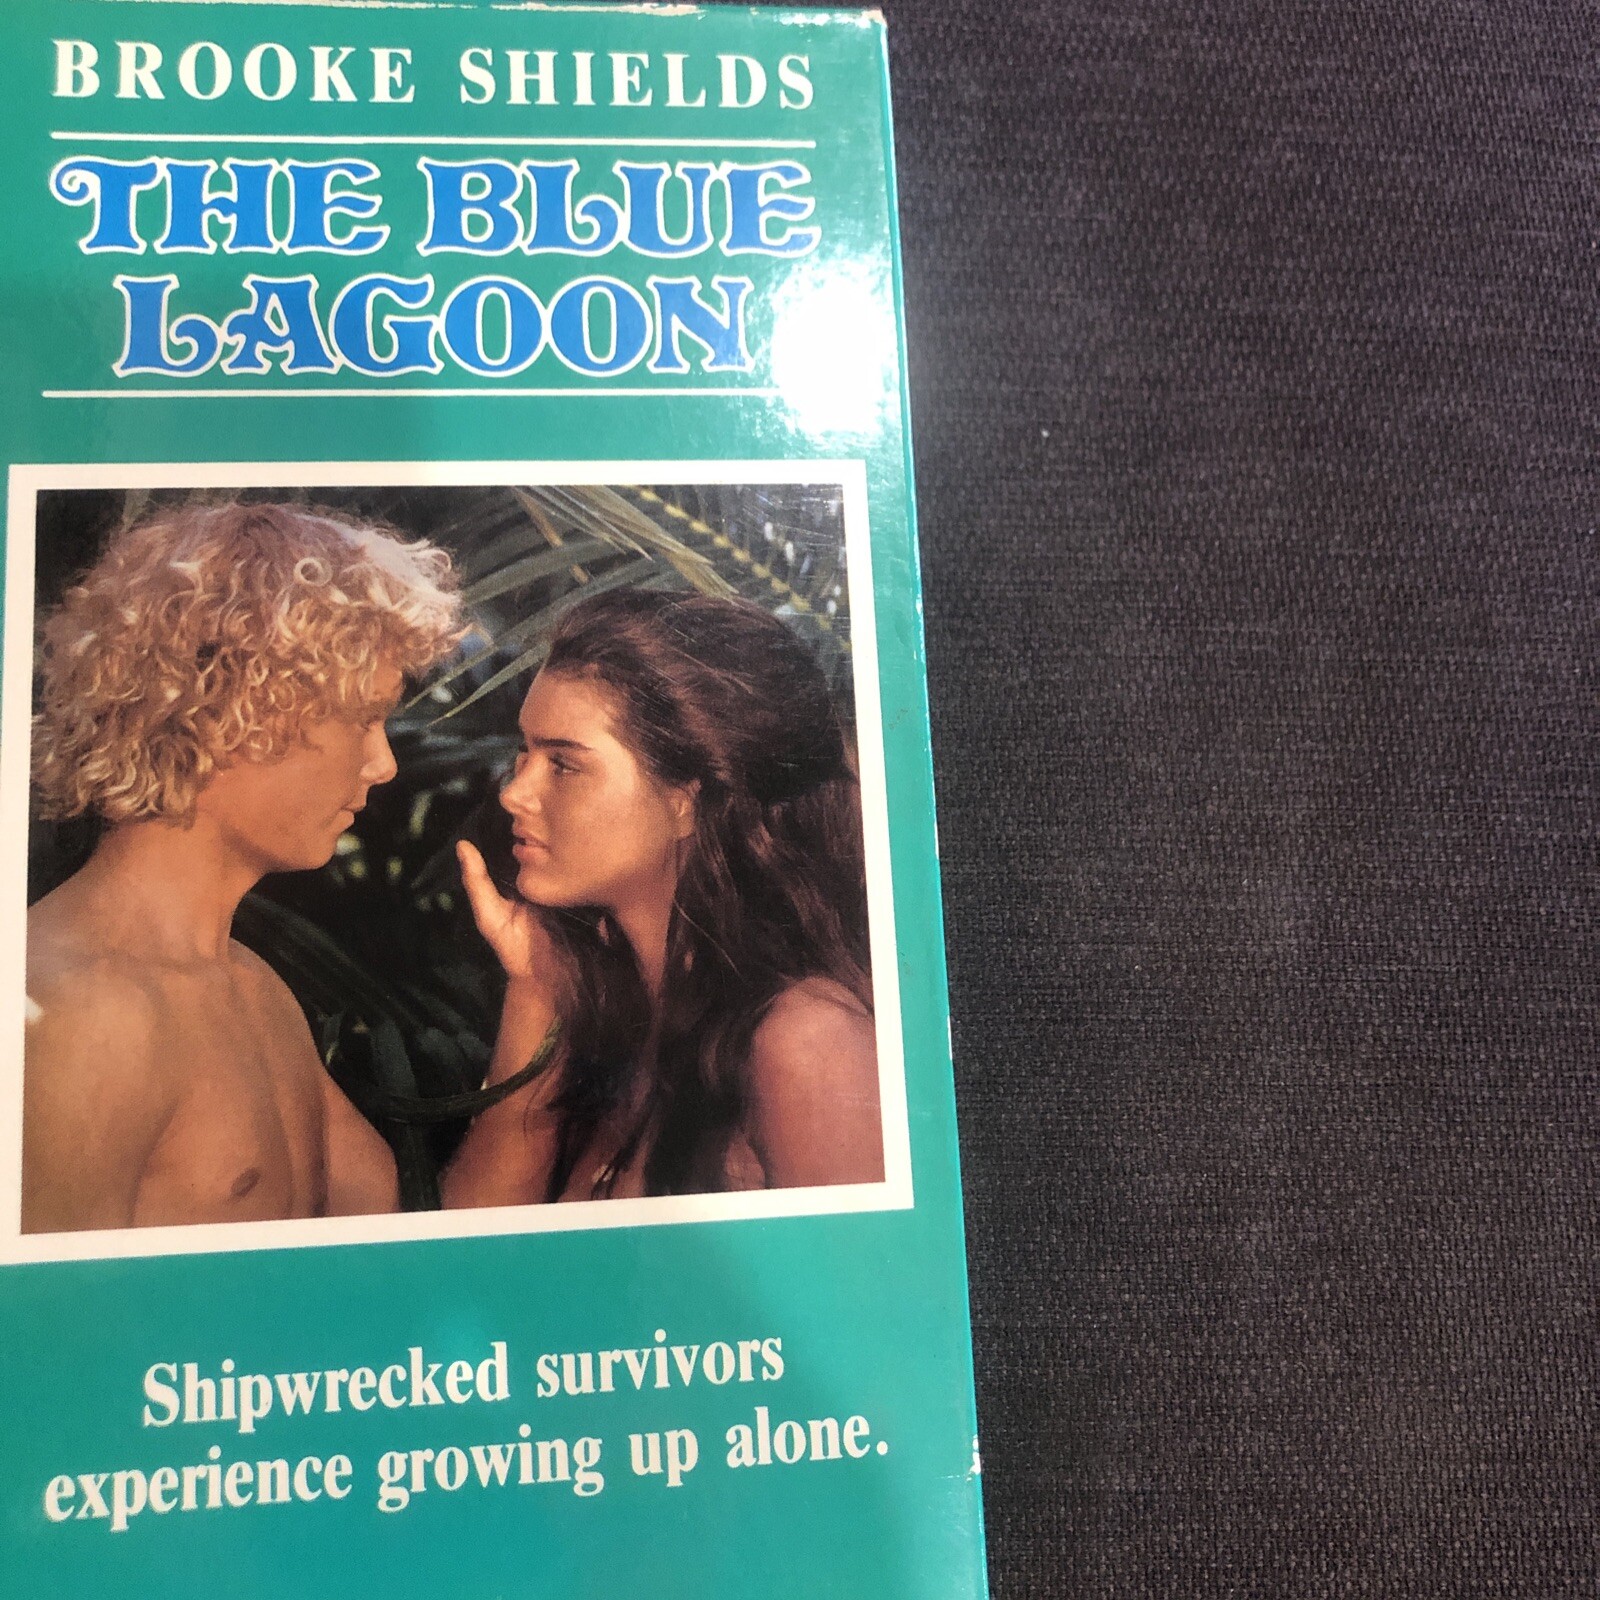 BROOKE SHIELDS
THE BLUE
LAGOON
Shipwrecked survivors
experience growing up alone.